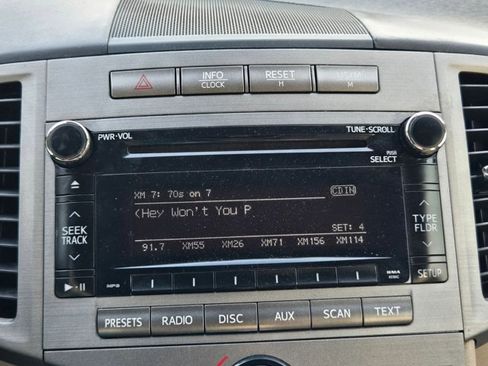 INFO
CLOCK
RESET
H
M
PWR·VOL
TUNE·SCROLL
PUSH
SELECT
XM 7: 70s on 7
CD IN
(Hey Won't You P
SET: 4
91.7 XM55 XM26 XM71 XM156 XM114
SEEK
TRACK
TYPE
FLDR
MP3
WMA
SETUP
PRESETS
RADIO
DISC
AUX
SCAN
TEXT